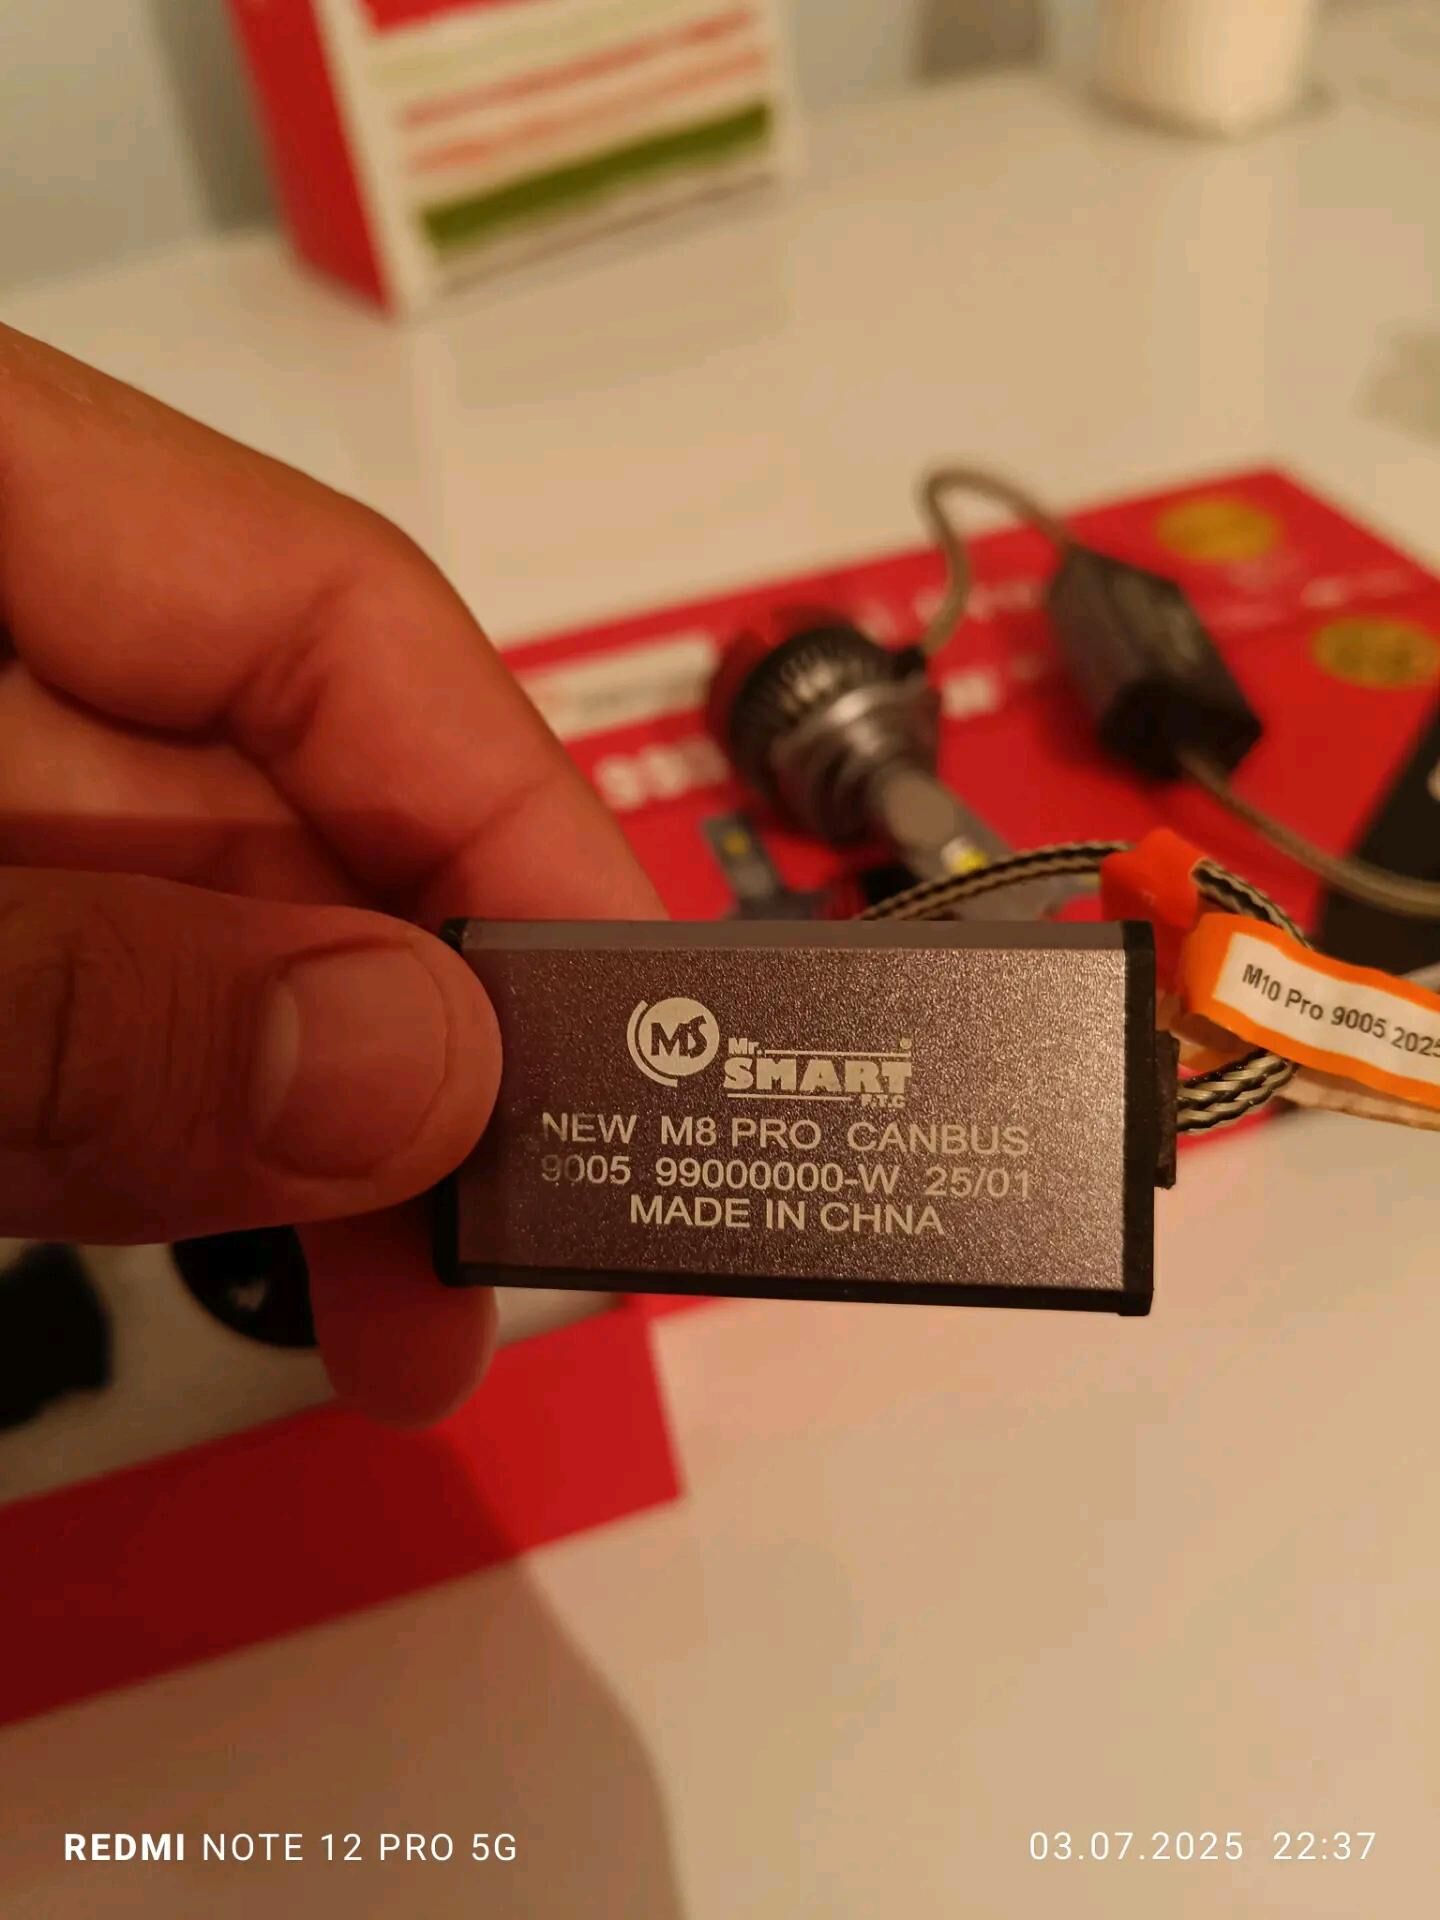 MS
Mr.
SMART
F.T.C
NEW M8 PRO CANBUS
9005 99000000-W 25/01
MADE IN CHNA
M10 Pro 9005 2025
REDMI NOTE 12 PRO 5G
03.07.2025 22:37